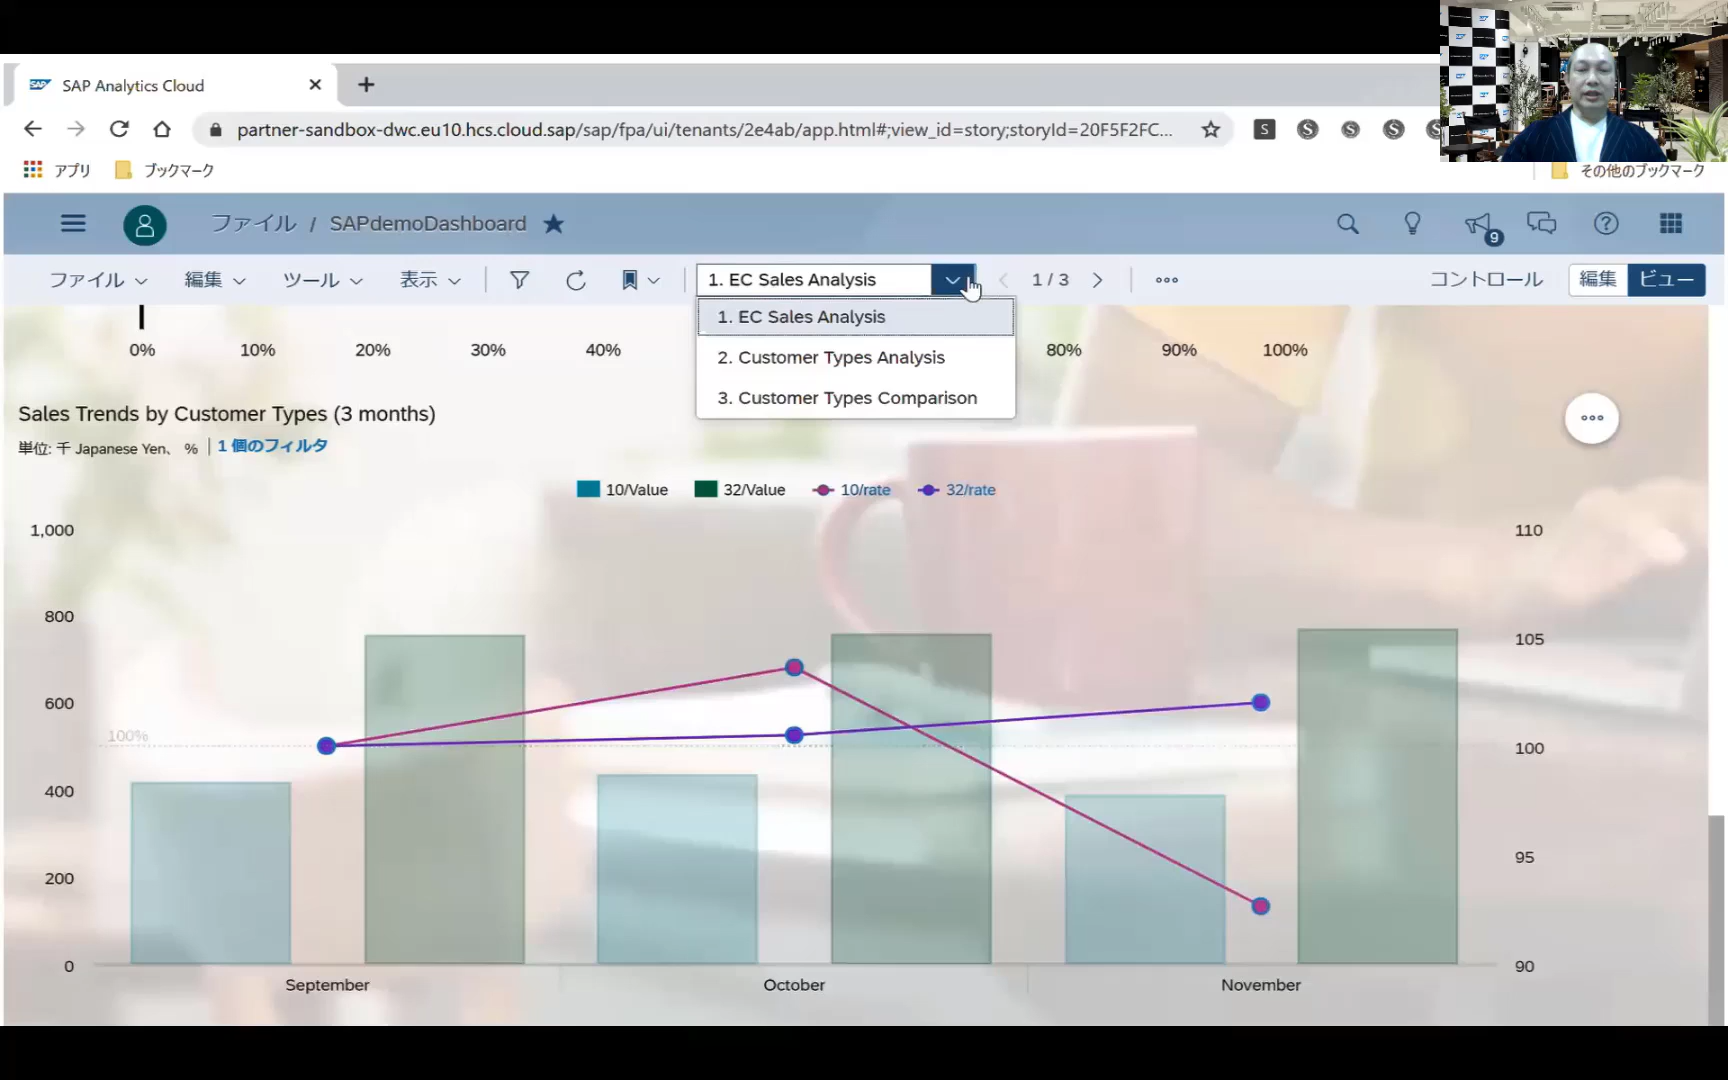 SAP SAP Analytics Cloud
partner-sandbox-dwc.eu10.hcs.cloud.sap/sap/fpa/ui/tenants/2e4ab/app.html#;view_id=story;storyId=20F5F2FC...
アプリ ブックマーク その他のブックマーク
ファイル / SAPdemoDashboard
9
ファイル 編集 ツール 表示 1. EC Sales Analysis 1 / 3 コントロール 編集 ビュー
1. EC Sales Analysis
2. Customer Types Analysis
3. Customer Types Comparison
0% 10% 20% 30% 40% 80% 90% 100%
Sales Trends by Customer Types (3 months)
単位: 千 Japanese Yen、 % 1 個のフィルタ
10/Value 32/Value 10/rate 32/rate
1,000 110
800 105
600
100% 100
400
95
200
0 90
September October November